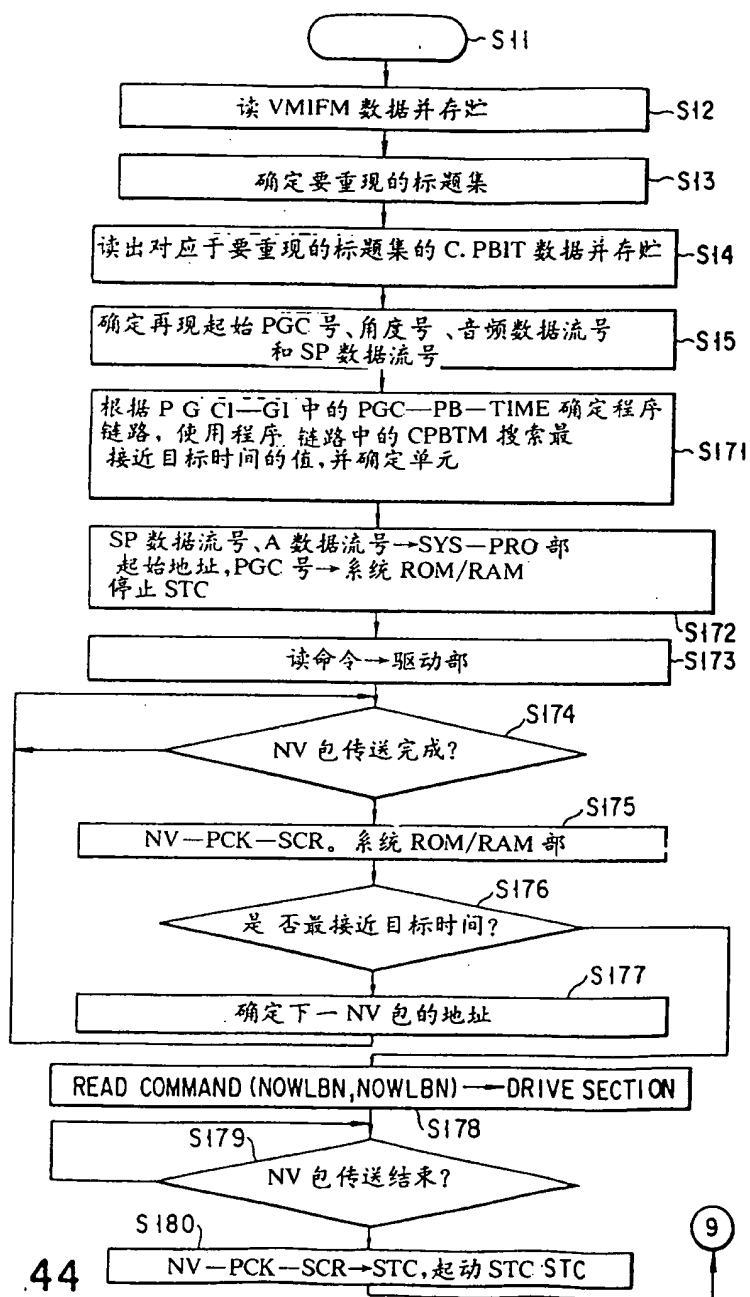 S11
读 VMIFM 数据并存贮
S12
确定要重现的标题集
S13
读出对应于要重现的标题集的 C. PBIT 数据并存贮
S14
确定再现起始 PGC 号、角度号、音频数据流号
和 SP 数据流号
S15
根据 P G CI—GI 中的 PGC—PB—TIME 确定程序
链路, 使用程序 链路中的 CPBTM 搜索最
接近目标时间的值,并确定单元
S171
SP 数据流号、A 数据流号→SYS—PRO 部
起始地址,PGC 号→系统 ROM/RAM
停止 STC
S172
读命令→驱动部
S173
S174
NV 包传送完成?
S175
NV—PCK—SCR。系统 ROM/RAM 部
S176
是 否最接近目标时间?
S177
确定下一 NV 包的地址
READ COMMAND (NOWLBN,NOWLBN)→DRIVE SECTION
S178
S179
NV 包传送结束?
S180
9
NV—PCK—SCR→STC,起动 STC STC
.44